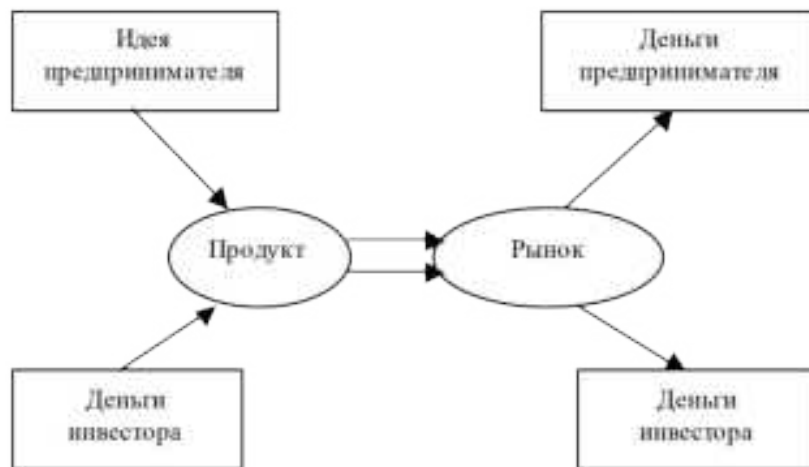 Идея
предпринимателя
Деньги
предпринимателя
Продукт
Рынок
Деньги
инвестора
Деньги
инвестора